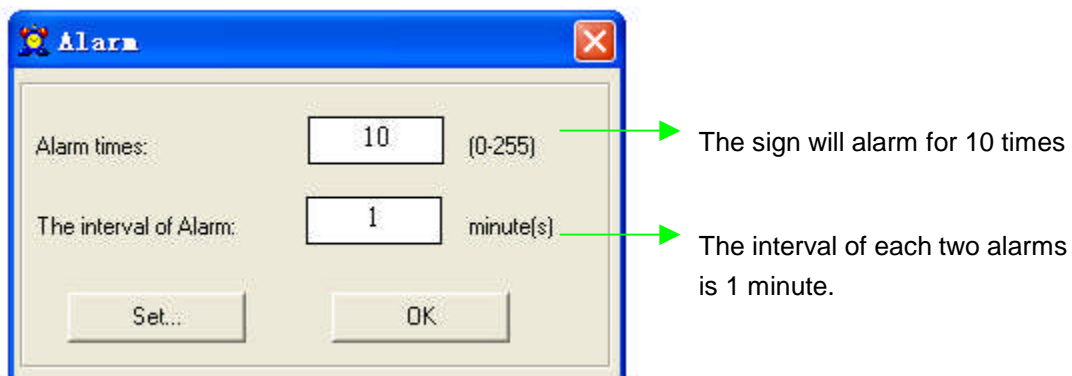 Alarm
Alarm times: 10 (0-255)
The sign will alarm for 10 times
The interval of Alarm: 1 minute(s)
The interval of each two alarms
is 1 minute.
Set... OK